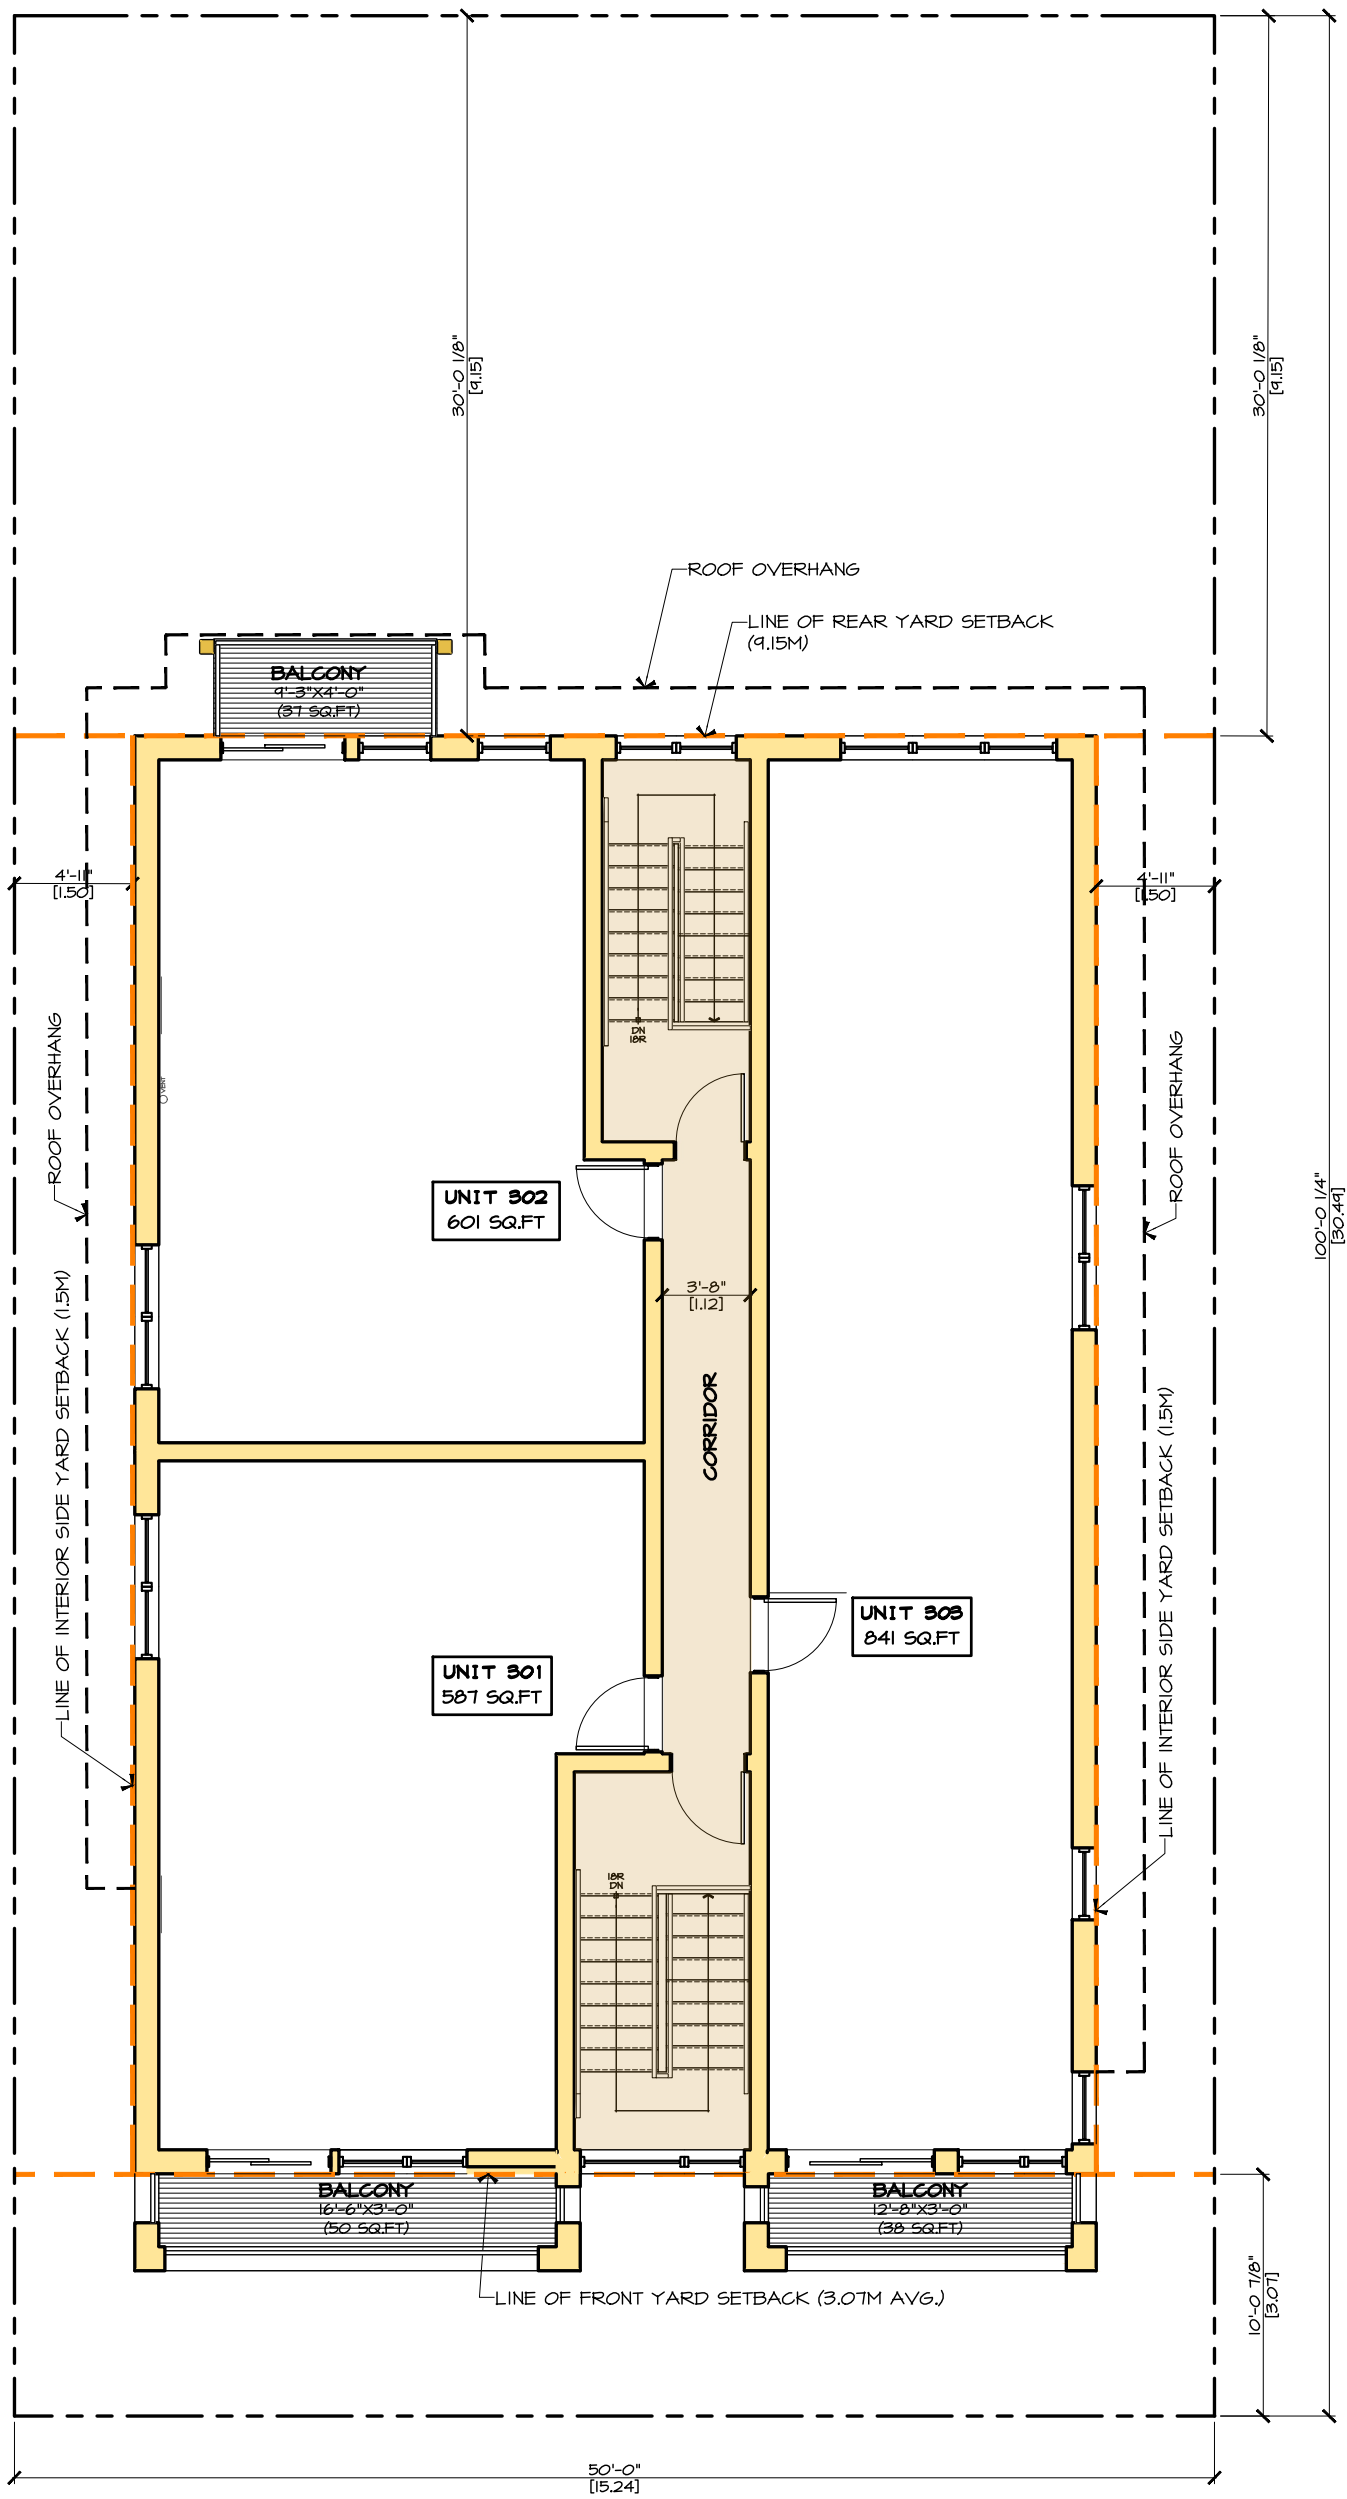 30'-0 1/8"
[9.15]
30'-0 1/8"
[9.15]
ROOF OVERHANG
LINE OF REAR YARD SETBACK
(9.15M)
BALCONY
9'-3"X4'-0"
(37 SQ.FT)
4'-11"
[1.50]
4'-11"
[1.50]
DN
18R
ROOF OVERHANG
ROOF OVERHANG
VENT
UNIT 302
601 SQ.FT
100'-0 1/4"
[30.49]
3'-8"
[1.12]
CORRIDOR
LINE OF INTERIOR SIDE YARD SETBACK (1.5M)
LINE OF INTERIOR SIDE YARD SETBACK (1.5M)
UNIT 303
841 SQ.FT
UNIT 301
587 SQ.FT
18R
DN
BALCONY
16'-6"X3'-0"
(50 SQ.FT)
BALCONY
12'-8"X3'-0"
(38 SQ.FT)
LINE OF FRONT YARD SETBACK (3.07M AVG.)
10'-0 7/8"
[3.07]
50'-0"
[15.24]